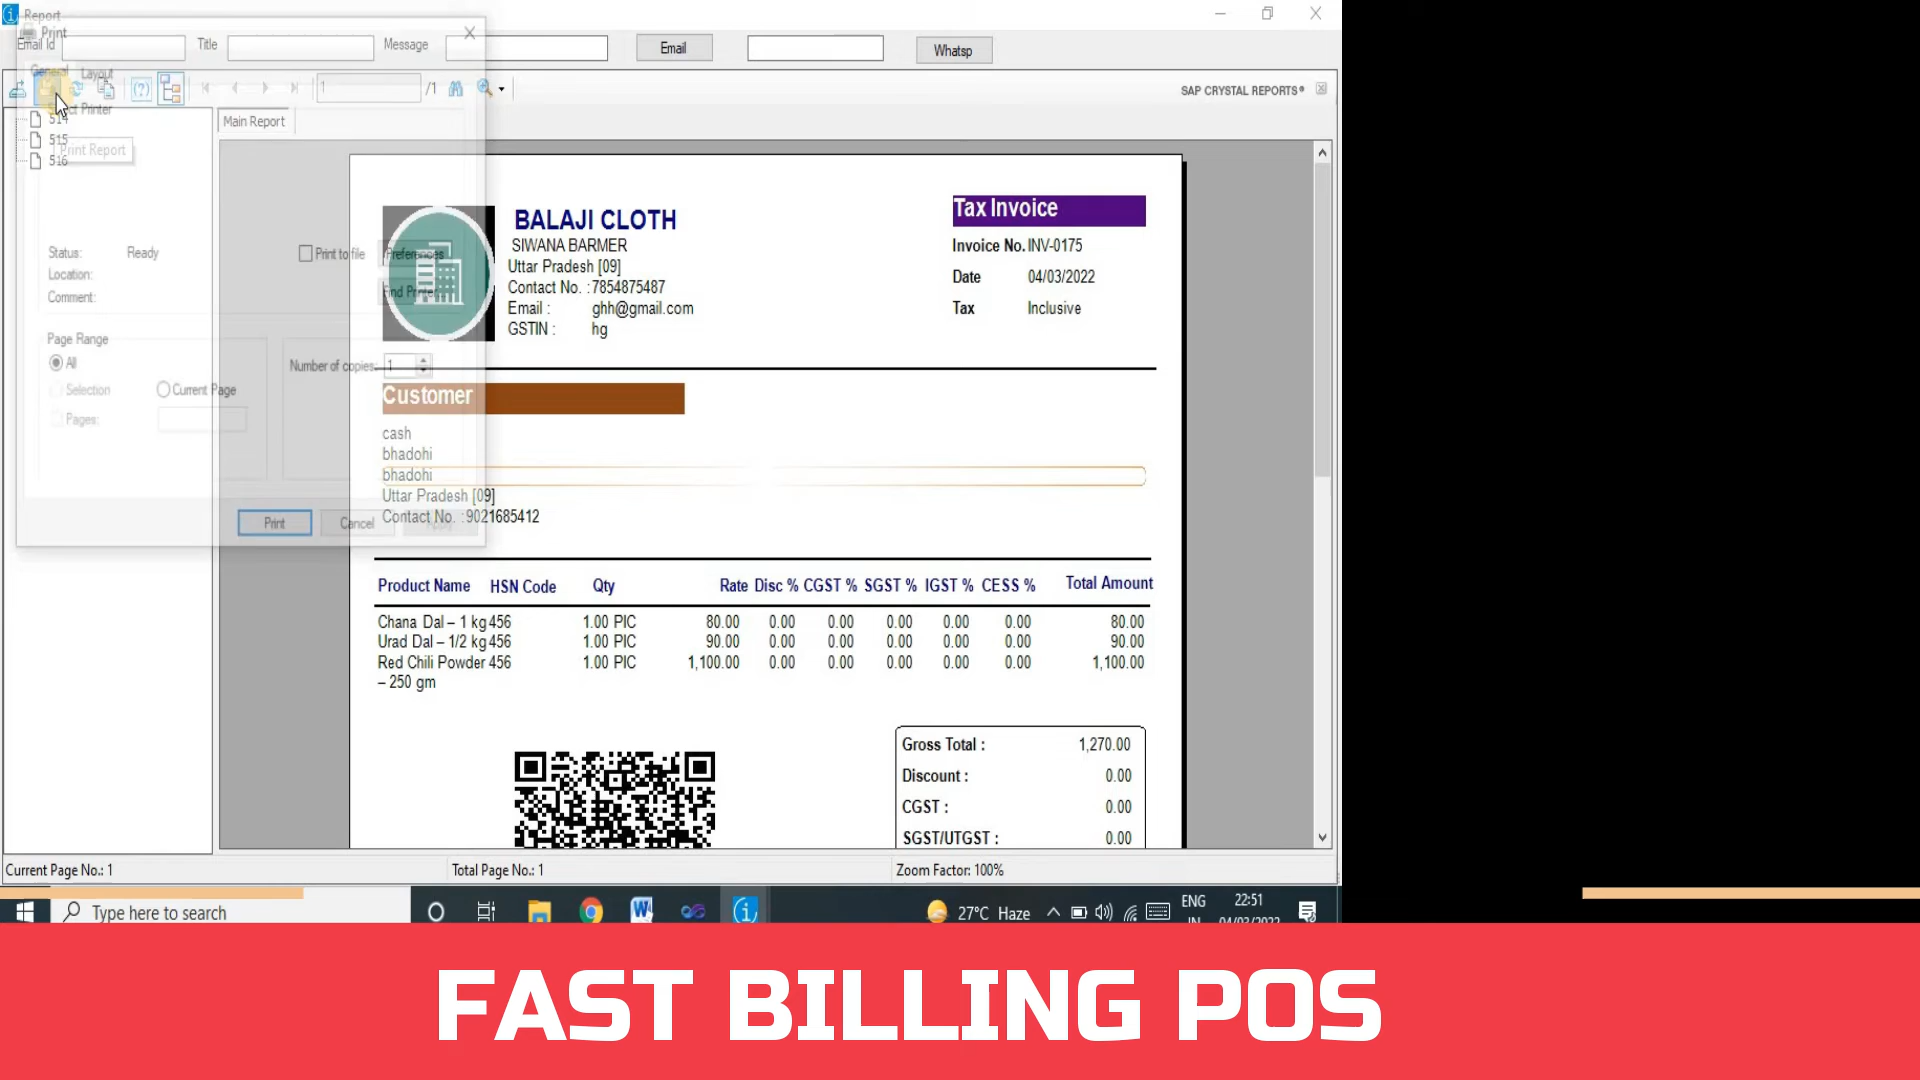 Report
Print
Email Id
Title
Message
Email
Whatsp
General
Layout
1
/1
SAP CRYSTAL REPORTS®
514
515
516
Print Report
Main Report
BALAJI CLOTH
SIWANA BARMER
Uttar Pradesh [09]
Contact No. : 7854875487
Email : ghh@gmail.com
GSTIN : hg
Tax Invoice
Invoice No. INV-0175
Date 04/03/2022
Tax Inclusive
Status: Ready
Location:
Comment:
Print to file
Preferences
Page Range
All
Selection
Current Page
Pages:
Number of copies: 1
Print
Cancel
Customer
cash
bhadohi
bhadohi
Uttar Pradesh [09]
Contact No. : 9021685412
Product Name HSN Code Qty Rate Disc % CGST % SGST % IGST % CESS % Total Amount
Chana Dal – 1 kg 456 1.00 PIC 80.00 0.00 0.00 0.00 0.00 0.00 80.00
Urad Dal – 1/2 kg 456 1.00 PIC 90.00 0.00 0.00 0.00 0.00 0.00 90.00
Red Chili Powder 456 1.00 PIC 1,100.00 0.00 0.00 0.00 0.00 0.00 1,100.00
– 250 gm
Gross Total : 1,270.00
Discount : 0.00
CGST : 0.00
SGST/UTGST : 0.00
Current Page No.: 1
Total Page No.: 1
Zoom Factor: 100%
Type here to search
27°C Haze
ENG
IN
22:51
04/03/2022
FAST BILLING POS